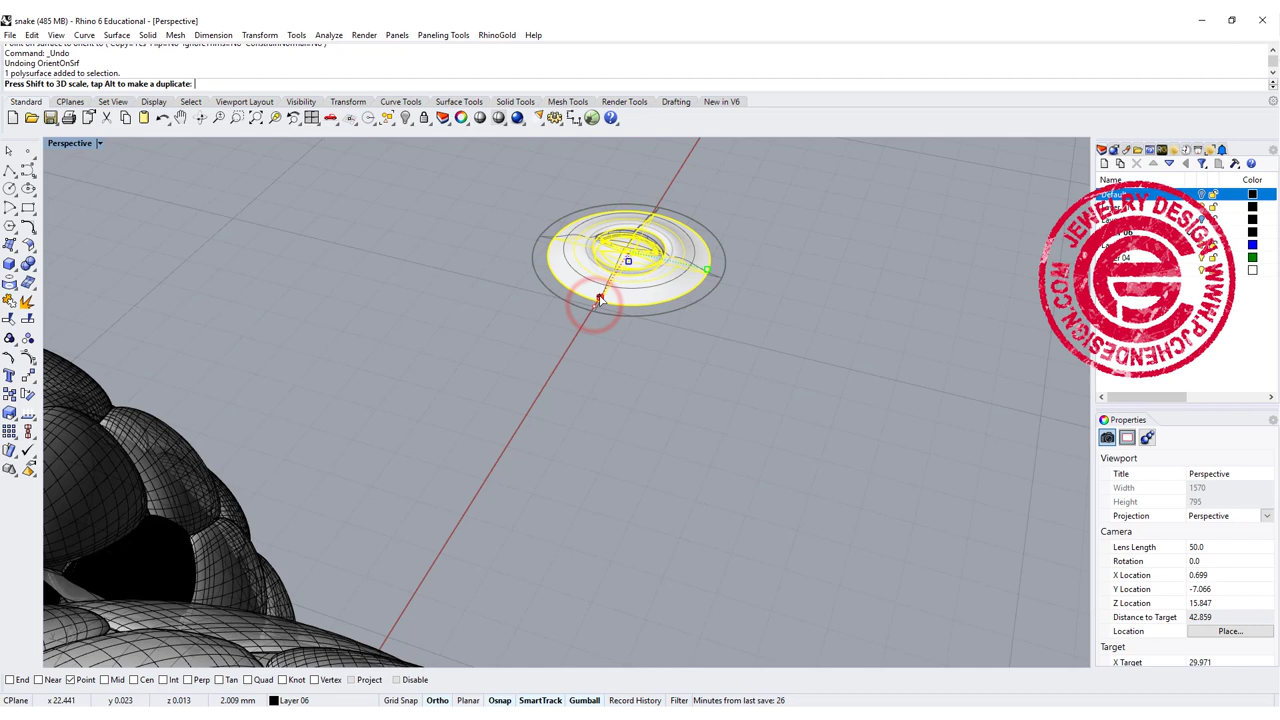 snake (485 MB) - Rhino 6 Educational - [Perspective]
File Edit View Curve Surface Solid Mesh Dimension Transform Tools Analyze Render Panels Paneling Tools RhinoGold Help
Command: _Undo
Undoing OrientOnSrf
1 polysurface added to selection.
Press Shift to 3D scale, tap Alt to make a duplicate:
Standard CPlanes Set View Display Select Viewport Layout Visibility Transform Curve Tools Surface Tools Solid Tools Mesh Tools Render Tools Drafting New in V6
Perspective
Name Color
Default
06
04
JEWELRY DESIGN
WWW.PJCHENDESIGN.COM
Properties
Viewport
Title Perspective
Width 1570
Height 795
Projection Perspective
Camera
Lens Length 50.0
Rotation 0.0
X Location 0.699
Y Location -7.066
Z Location 15.847
Distance to Target 42.859
Location Place...
Target
X Target 29.971
End Near Point Mid Cen Int Perp Tan Quad Knot Vertex Project Disable
CPlane x 22.441 y 0.023 z 0.013 2.009 mm Layer 06 Grid Snap Ortho Planar Osnap SmartTrack Gumball Record History Filter Minutes from last save: 26